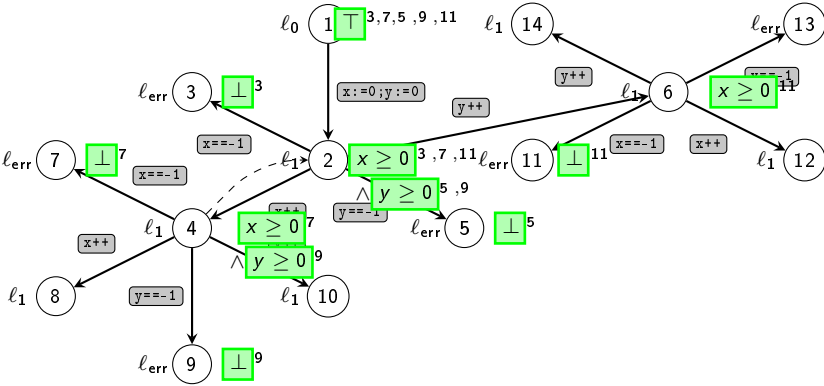 ℓ0 1 ⊤ 3,7,5 ,9 ,11
ℓ1 14
ℓerr 13
x:=0;y:=0
y++
x==-1
ℓerr 3 ⊥ 3
y++
ℓ1 6 x ≥ 0 11
x==-1
x==-1
x++
ℓerr 7 ⊥ 7
ℓ1 2 x ≥ 0 3 ,7 ,11
ℓerr 11 ⊥ 11
ℓ1 12
x==-1
∧ y ≥ 0 5 ,9
x++
y==-1
ℓ1 4 x ≥ 0 7
ℓerr 5 ⊥ 5
x++
∧ y ≥ 0 9
ℓ1 8
y==-1
ℓ1 10
ℓerr 9 ⊥ 9